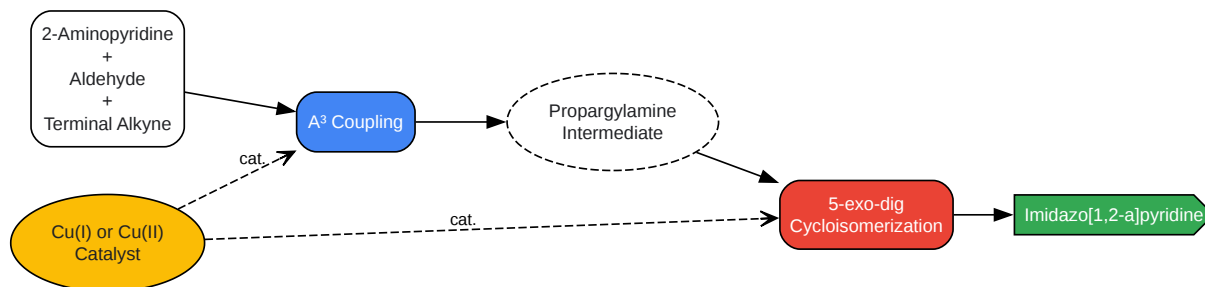 2-Aminopyridine
+
Aldehyde
+
Terminal Alkyne
A³ Coupling
Propargylamine
Intermediate
cat.
cat.
Cu(I) or Cu(II)
Catalyst
5-exo-dig
Cycloisomerization
Imidazo[1,2-a]pyridine